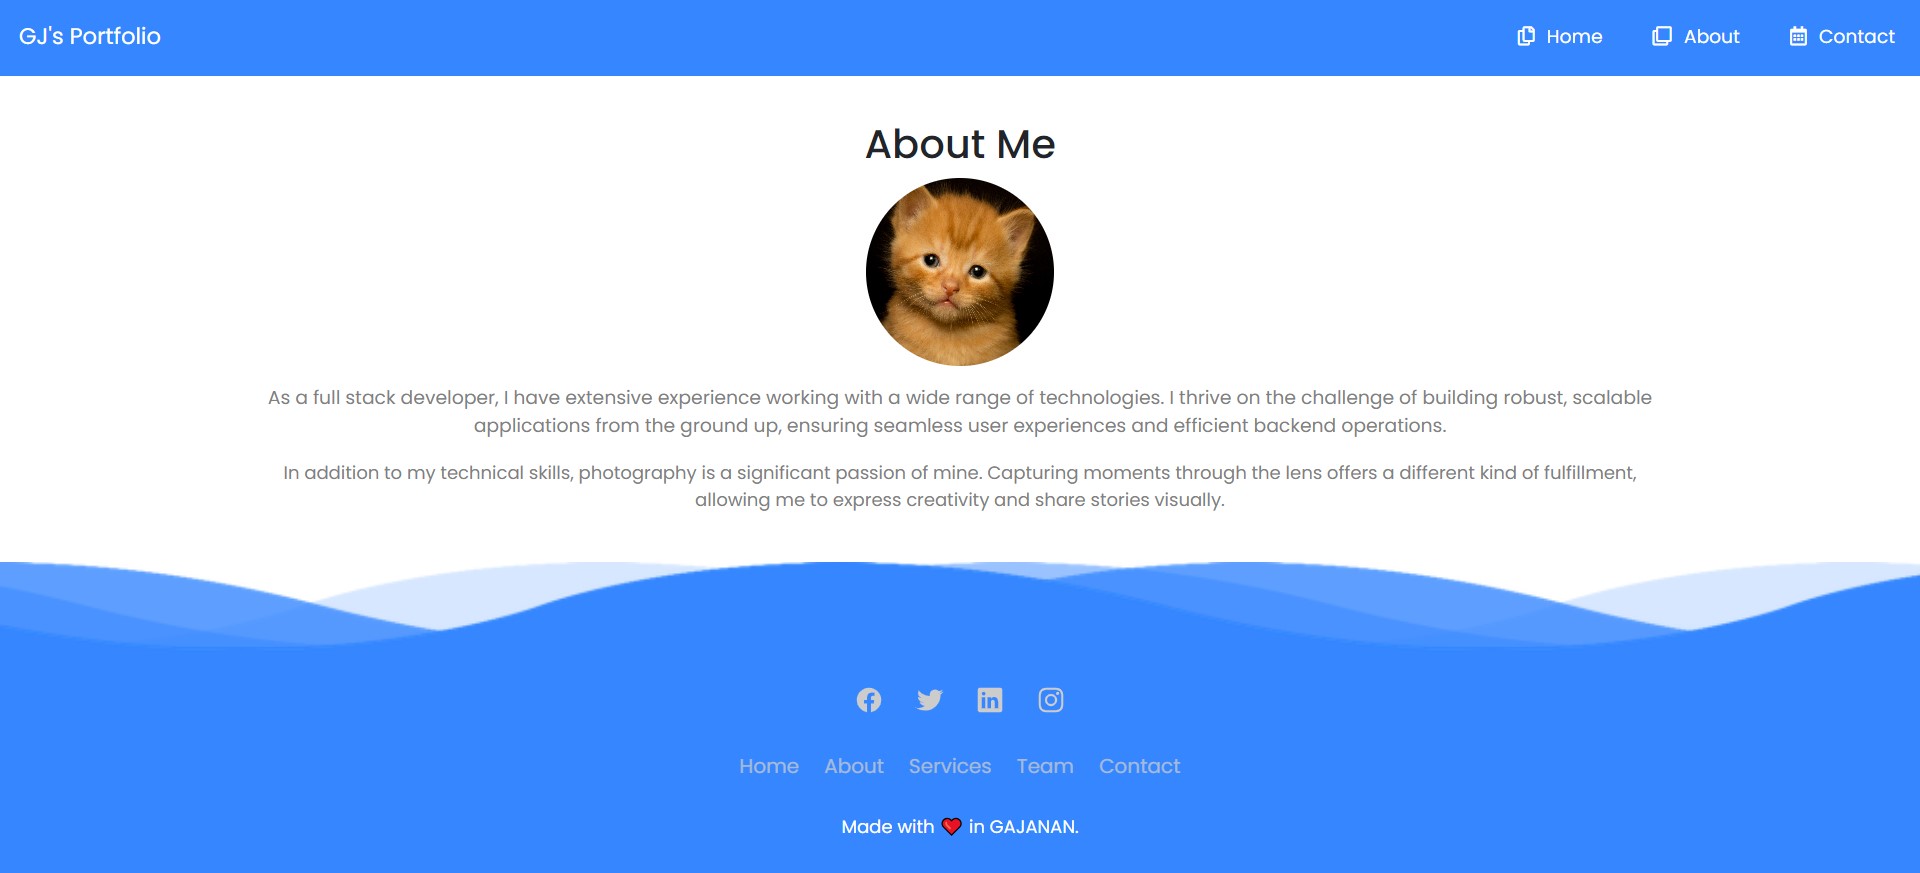 GJ's Portfolio
Home
About
Contact
About Me
As a full stack developer, I have extensive experience working with a wide range of technologies. I thrive on the challenge of building robust, scalable
applications from the ground up, ensuring seamless user experiences and efficient backend operations.
In addition to my technical skills, photography is a significant passion of mine. Capturing moments through the lens offers a different kind of fulfillment,
allowing me to express creativity and share stories visually.
Home About Services Team Contact
Made with ❤️ in GAJANAN.